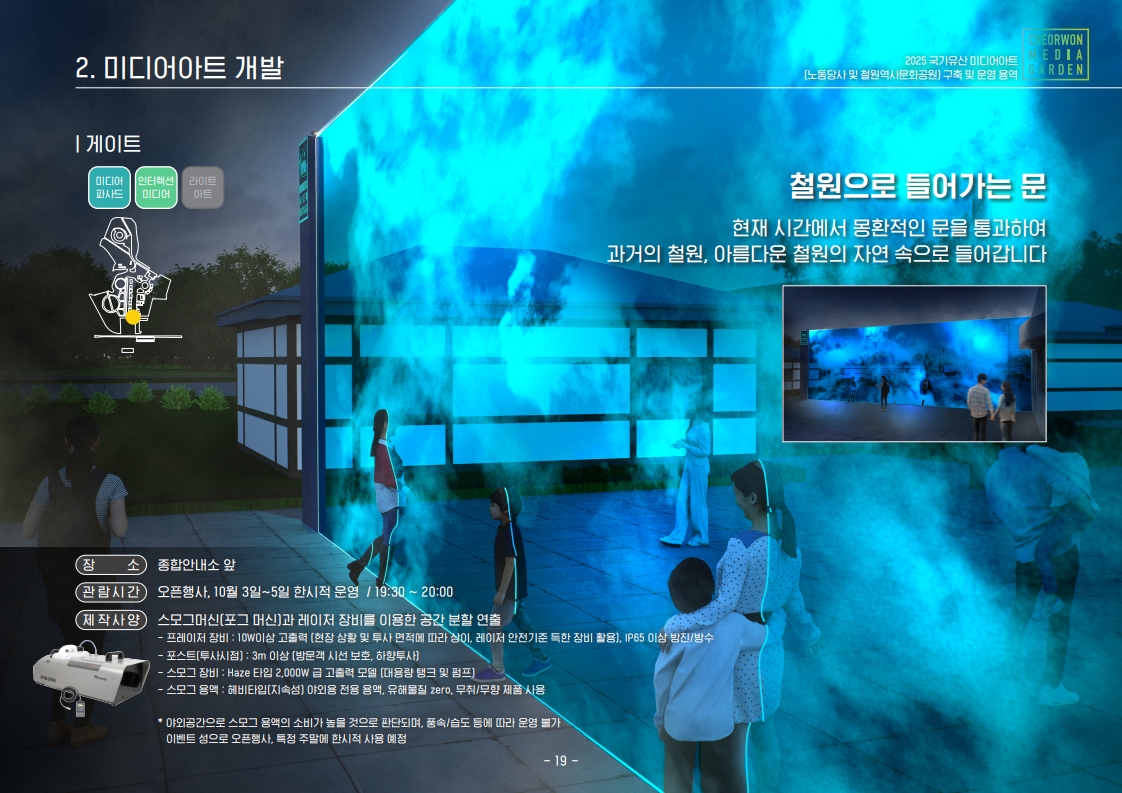 2. 미디어아트 개발
2025 국가유산 미디어아트
(노동당사 및 철원역사문화공원) 구축 및 운영 용역
CHEORWON
MEDIA
GARDEN
| 게이트
미디어
파사드
인터렉션
미디어
라이트
아트
철원으로 들어가는 문
현재 시간에서 몽환적인 문을 통과하여
과거의 철원, 아름다운 철원의 자연 속으로 들어갑니다
장 소 종합안내소 앞
관람시간 오픈행사, 10월 3일~5일 한시적 운영 / 19:30 ~ 20:00
제작사양 스모그머신(포그 머신)과 레이저 장비를 이용한 공간 분할 연출
- 프레이저 장비 : 10W이상 고출력 (현장 상황 및 투사 면적에 따라 상이, 레이저 안전기준 득한 장비 활용), IP65 이상 방진/방수
- 포스트(투사시점) : 3m 이상 (방문객 시선 보호, 하향투사)
- 스모그 장비 : Haze 타입 2,000W 급 고출력 모델 (대용량 탱크 및 펌프)
- 스모그 용액 : 헤비타입(지속성) 야외용 전용 용액, 유해물질 zero, 무취/무향 제품 사용
* 야외공간으로 스모그 용액의 소비가 높을 것으로 판단되며, 풍속/습도 등에 따라 운영 불가
이벤트 성으로 오픈행사, 특정 주말에 한시적 사용 예정
- 19 -